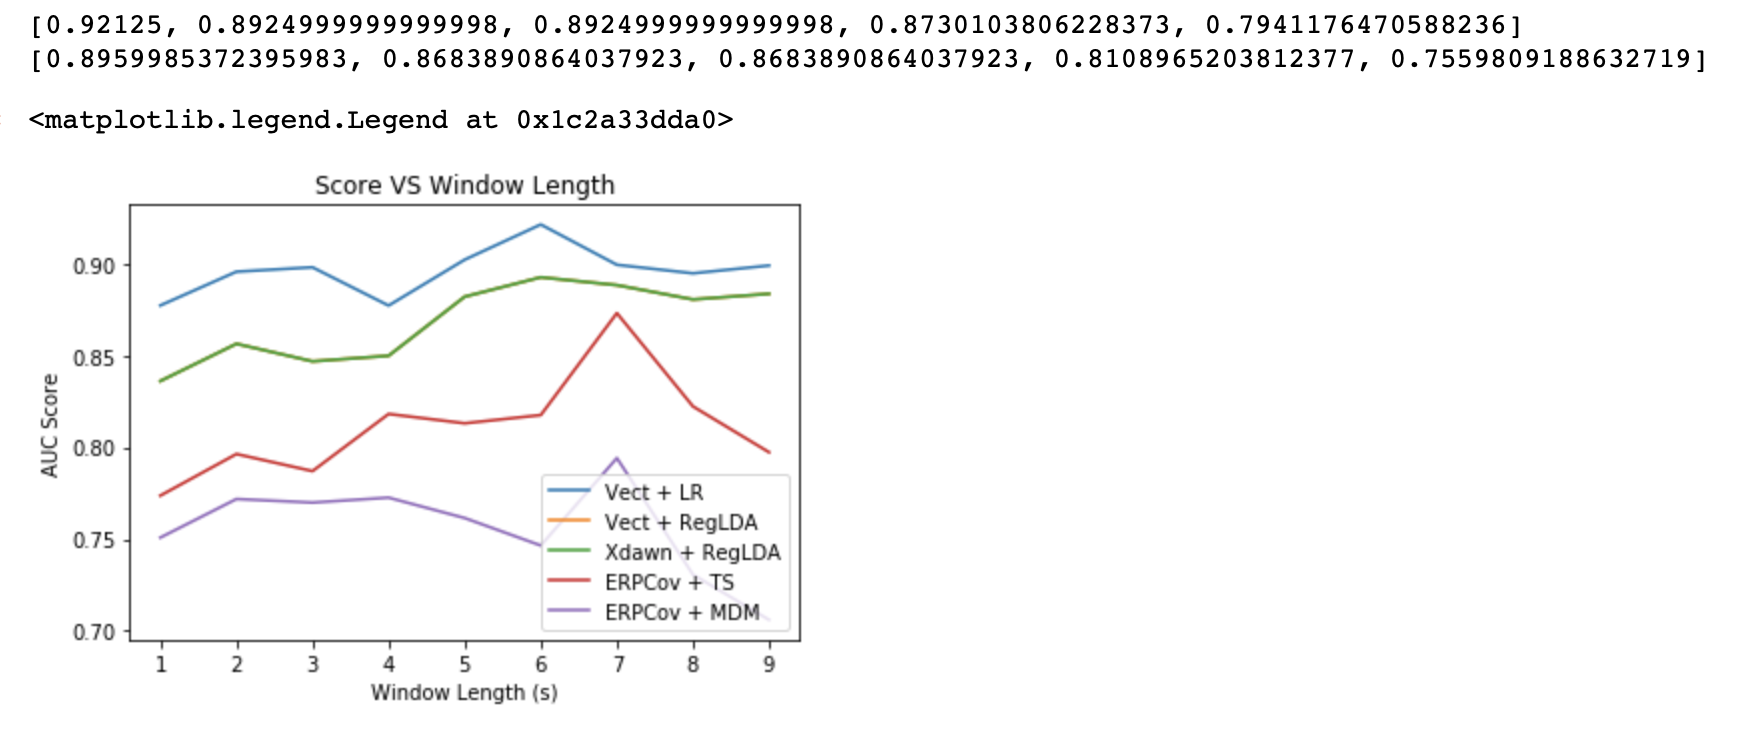 [0.92125, 0.8924999999999998, 0.8924999999999998, 0.8730103806228373, 0.7941176470588236]
[0.8959985372395983, 0.8683890864037923, 0.8683890864037923, 0.8108965203812377, 0.7559809188632719]
<matplotlib.legend.Legend at 0x1c2a33dda0>
Score VS Window Length
0.90
0.85
0.80
0.75
0.70
AUC Score
Vect + LR
Vect + RegLDA
Xdawn + RegLDA
ERPCov + TS
ERPCov + MDM
1 2 3 4 5 6 7 8 9
Window Length (s)